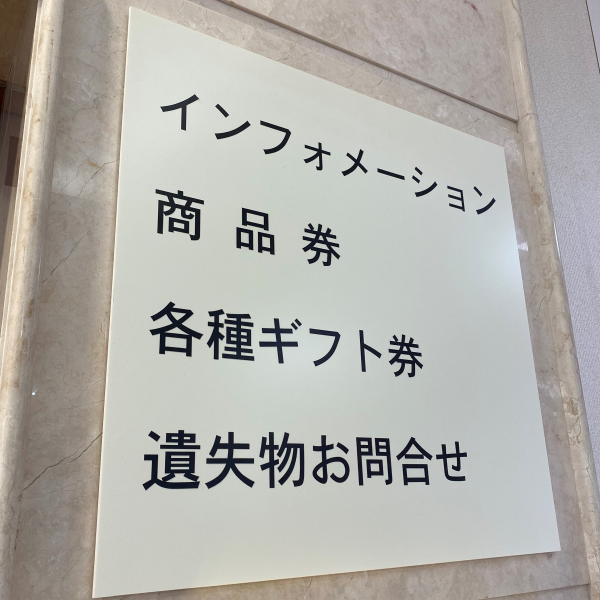 インフォメーション
商品券
各種ギフト券
遺失物お問合せ